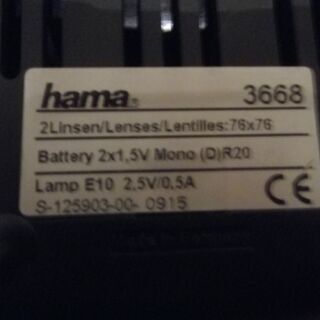 hama® 3668
2Linsen/Lenses/Lentilles:76x76
Battery 2x1,5V Mono (D)R20
Lamp E10 2,5V/0,5A
CE
S-125903-00- 0915